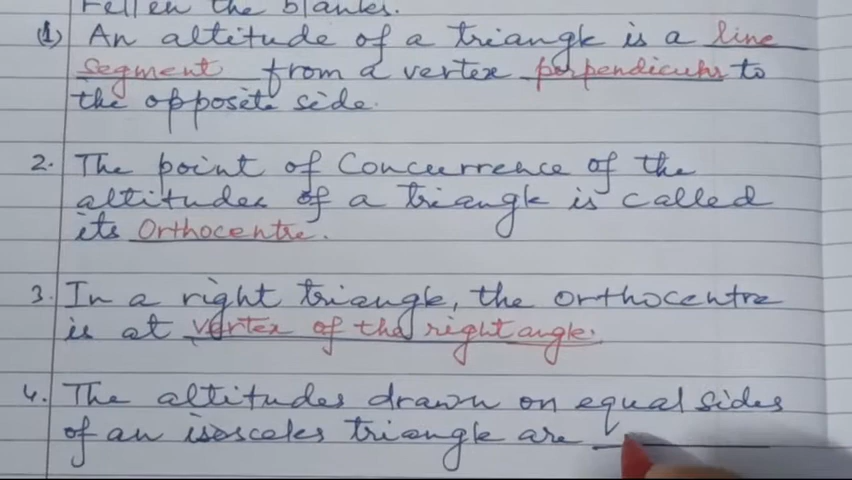 Fill in the blanks.
(1) An altitude of a triangle is a line
segment from a vertex perpendicular to
the opposite side.
2. The point of Concurrence of the
altitudes of a triangle is called
its Orthocentre.
3. In a right triangle, the orthocentre
is at vertex of the right angle.
4. The altitudes drawn on equal sides
of an isosceles triangle are